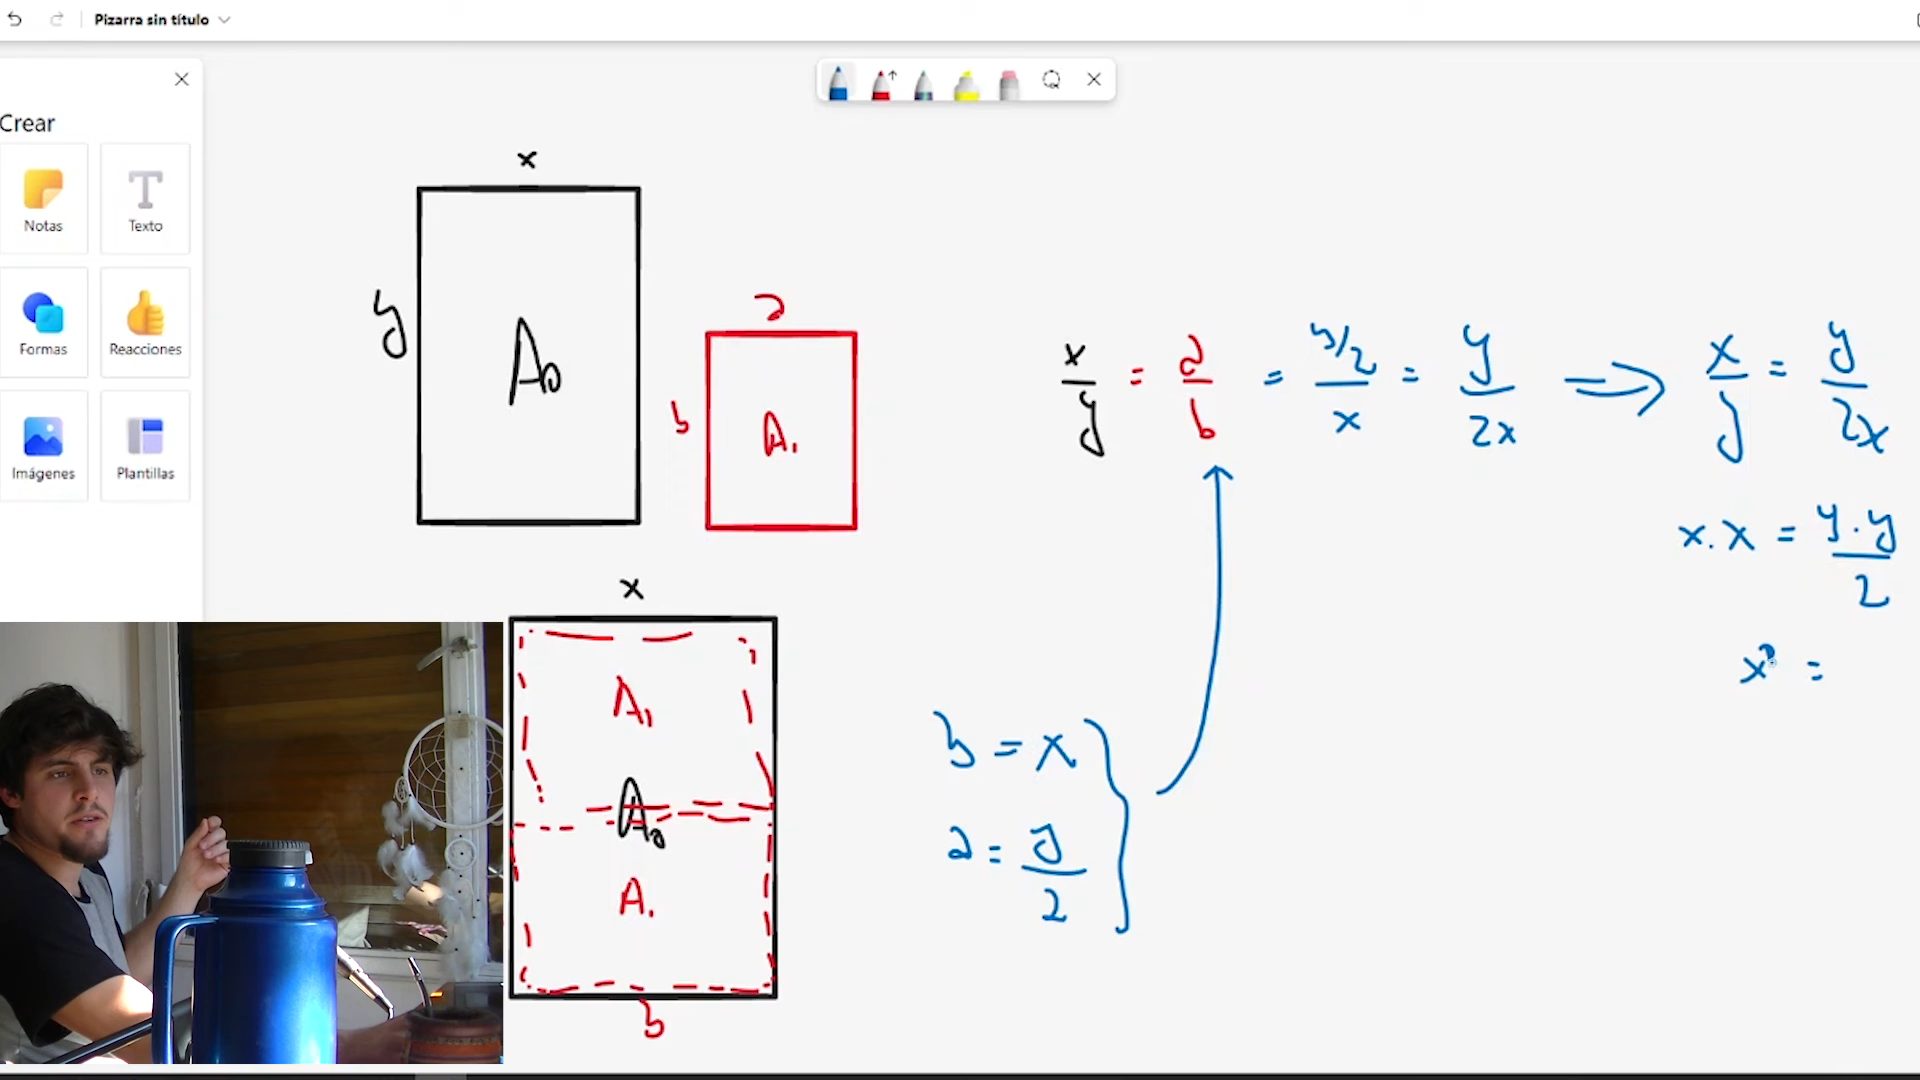 Pizarra sin título
Crear
Notas
Texto
Formas
Reacciones
Imágenes
Plantillas
x
y
A0
a
b
A1
x/y = a/b = y/2/x = y/2x ⇒ x/y = y/2x
x.x = y.y/2
x² =
x
A1
A0
A1
b
b = x
a = y/2